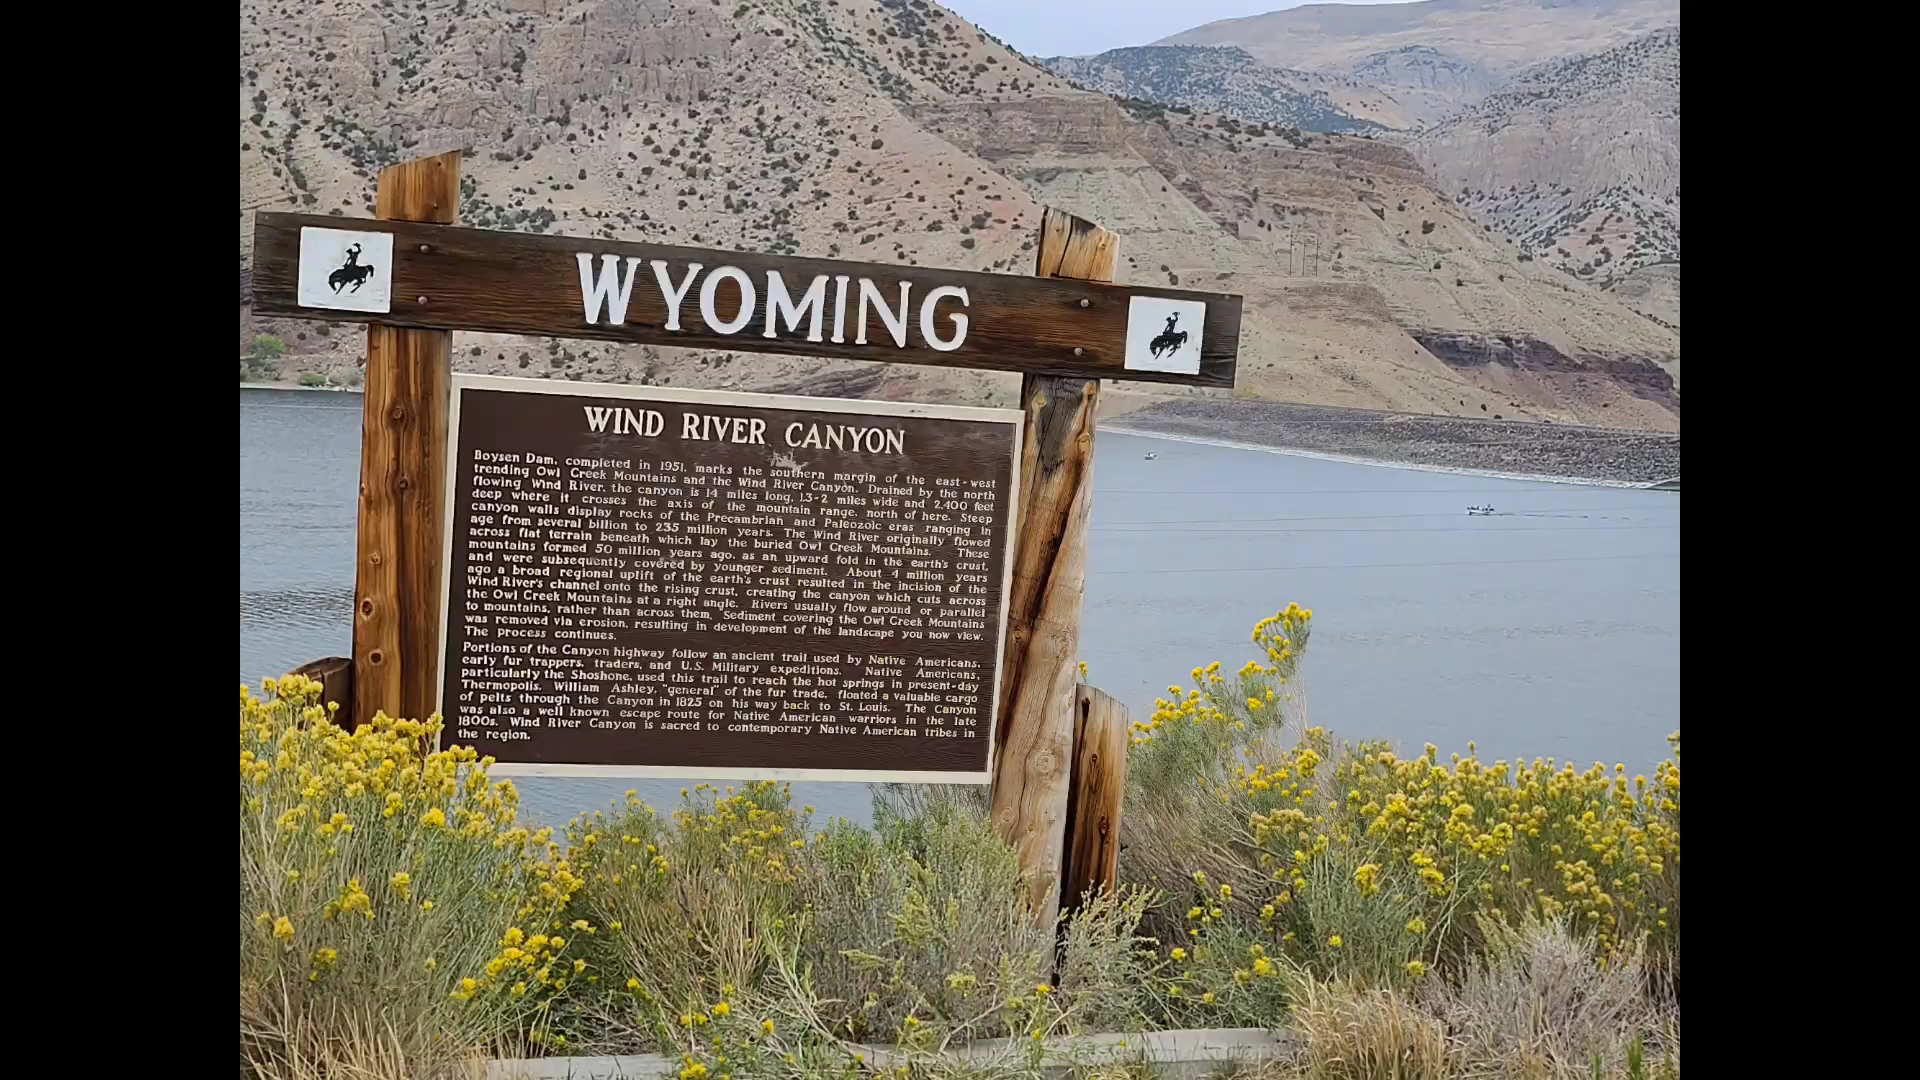 WYOMING
WIND RIVER CANYON
Boysen Dam, completed in 1951, marks the southern margin of the east-west
trending Owl Creek Mountains and the Wind River Canyon. Drained by the north
flowing Wind River, the canyon is 14 miles long, 1.3-2 miles wide and 2,400 feet
deep where it crosses the axis of the mountain range, north of here. Steep
canyon walls display rocks of the Precambrian and Paleozoic eras ranging in
age from several billion to 235 million years. The Wind River originally flowed
across flat terrain beneath which lay the buried Owl Creek Mountains. These
mountains formed 50 million years ago, as an upward fold in the earth's crust,
and were subsequently covered by younger sediment. About 4 million years
ago a broad regional uplift of the earth's crust resulted in the incision of the
Wind River's channel onto the rising crust, creating the canyon which cuts across
the Owl Creek Mountains at a right angle. Rivers usually flow around or parallel
to mountains, rather than across them. Sediment covering the Owl Creek Mountains
was removed via erosion, resulting in development of the landscape you now view.
The process continues.
Portions of the Canyon highway follow an ancient trail used by Native Americans,
early fur trappers, traders, and U.S. Military expeditions. Native Americans,
particularly the Shoshone, used this trail to reach the hot springs in present-day
Thermopolis. William Ashley, "general" of the fur trade, floated a valuable cargo
of pelts through the Canyon in 1825 on his way back to St. Louis. The Canyon
was also a well known escape route for Native American warriors in the late
1800s. Wind River Canyon is sacred to contemporary Native American tribes in
the region.